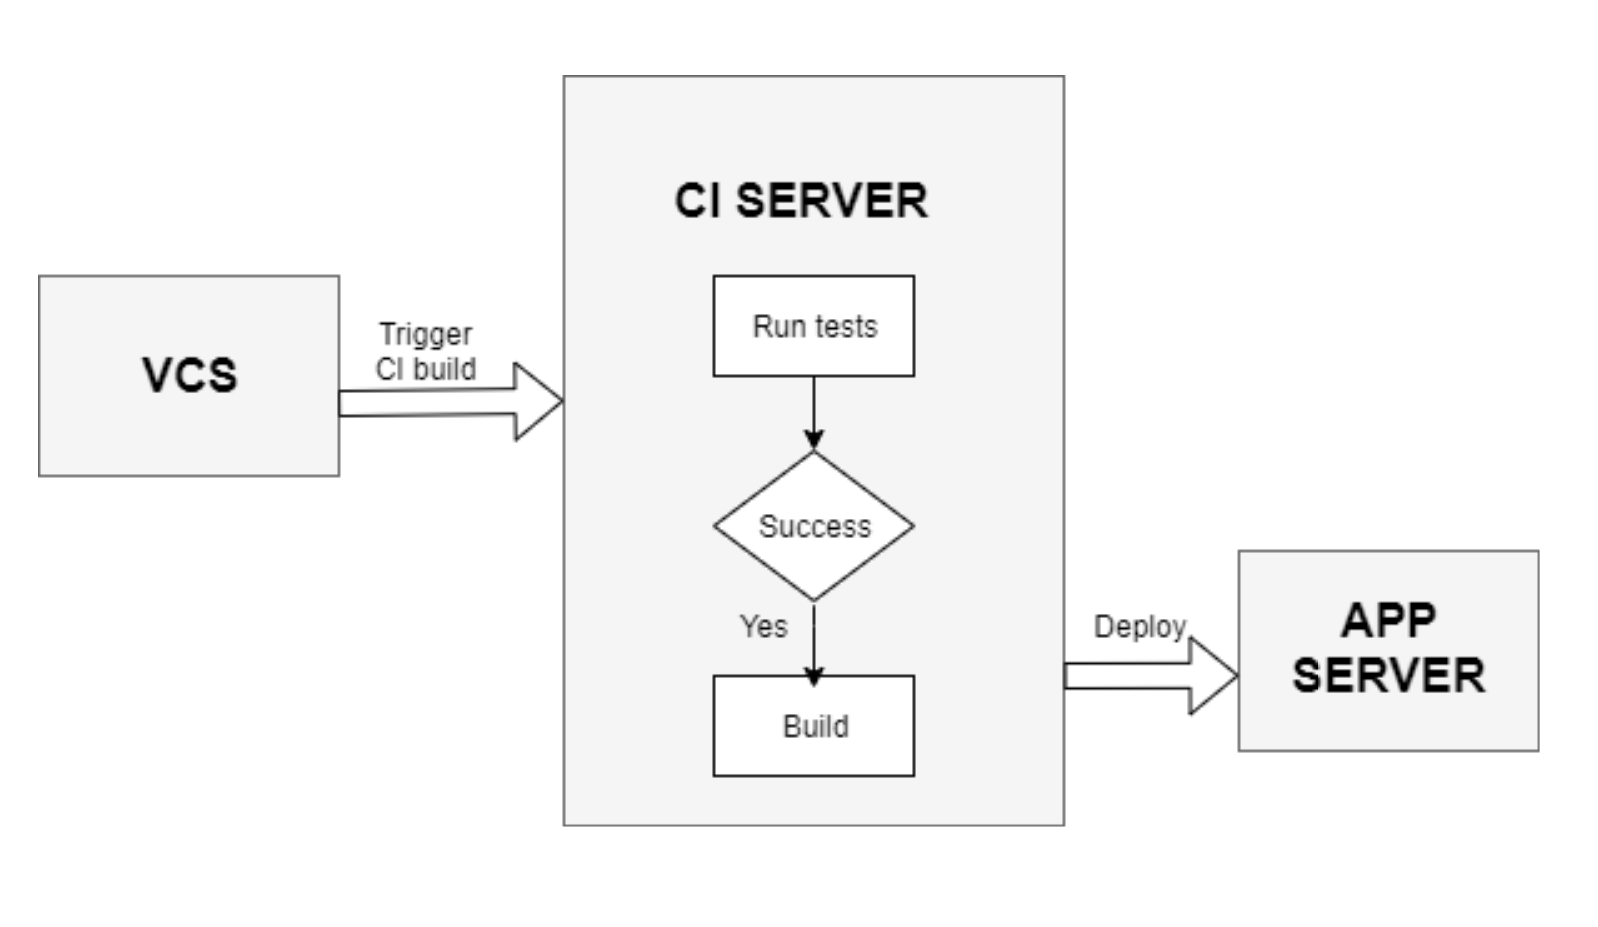 VCS
Trigger
CI build
CI SERVER
Run tests
Success
Yes
Build
Deploy
APP
SERVER